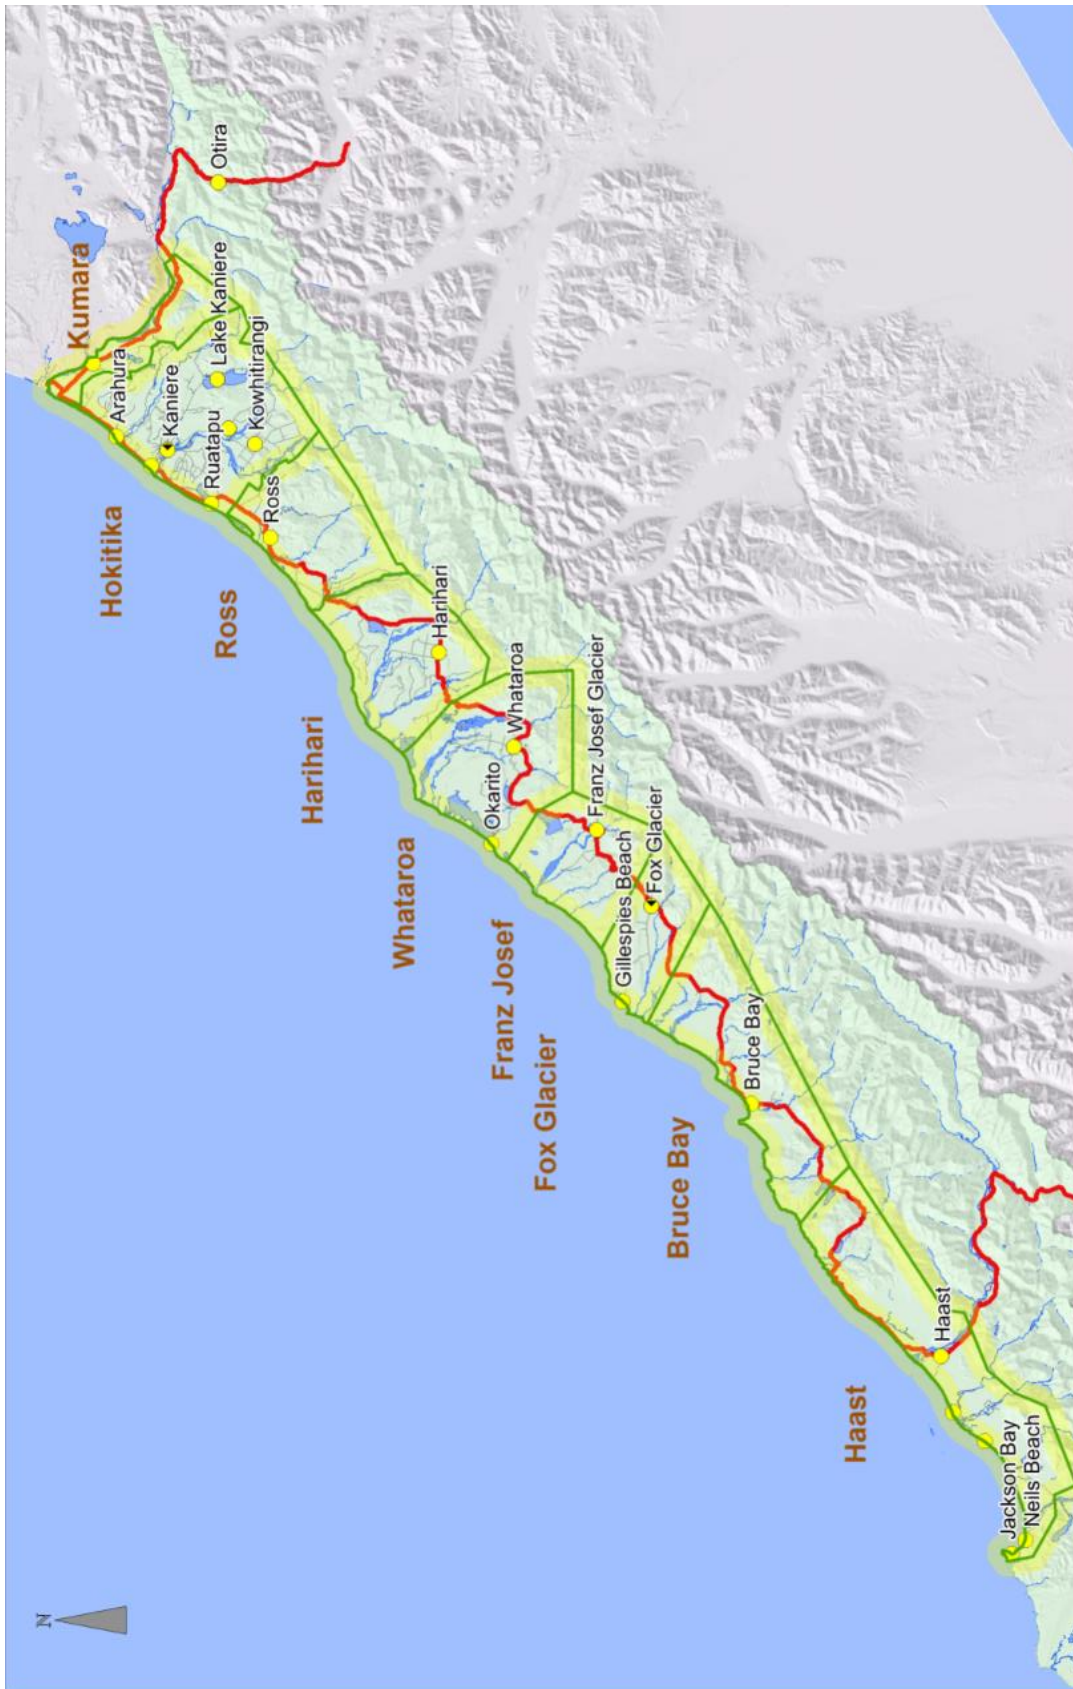 Kumara
Hokitika
Ross
Harihari
Whataroa
Franz Josef
Fox Glacier
Bruce Bay
Haast
Otira
Lake Kaniere
Kowhitirangi
Arahura
Kaniere
Ruatapu
Ross
Harihari
Whataroa
Okarito
Franz Josef Glacier
Fox Glacier
Gillespies Beach
Bruce Bay
Haast
Jackson Bay
Neils Beach
N